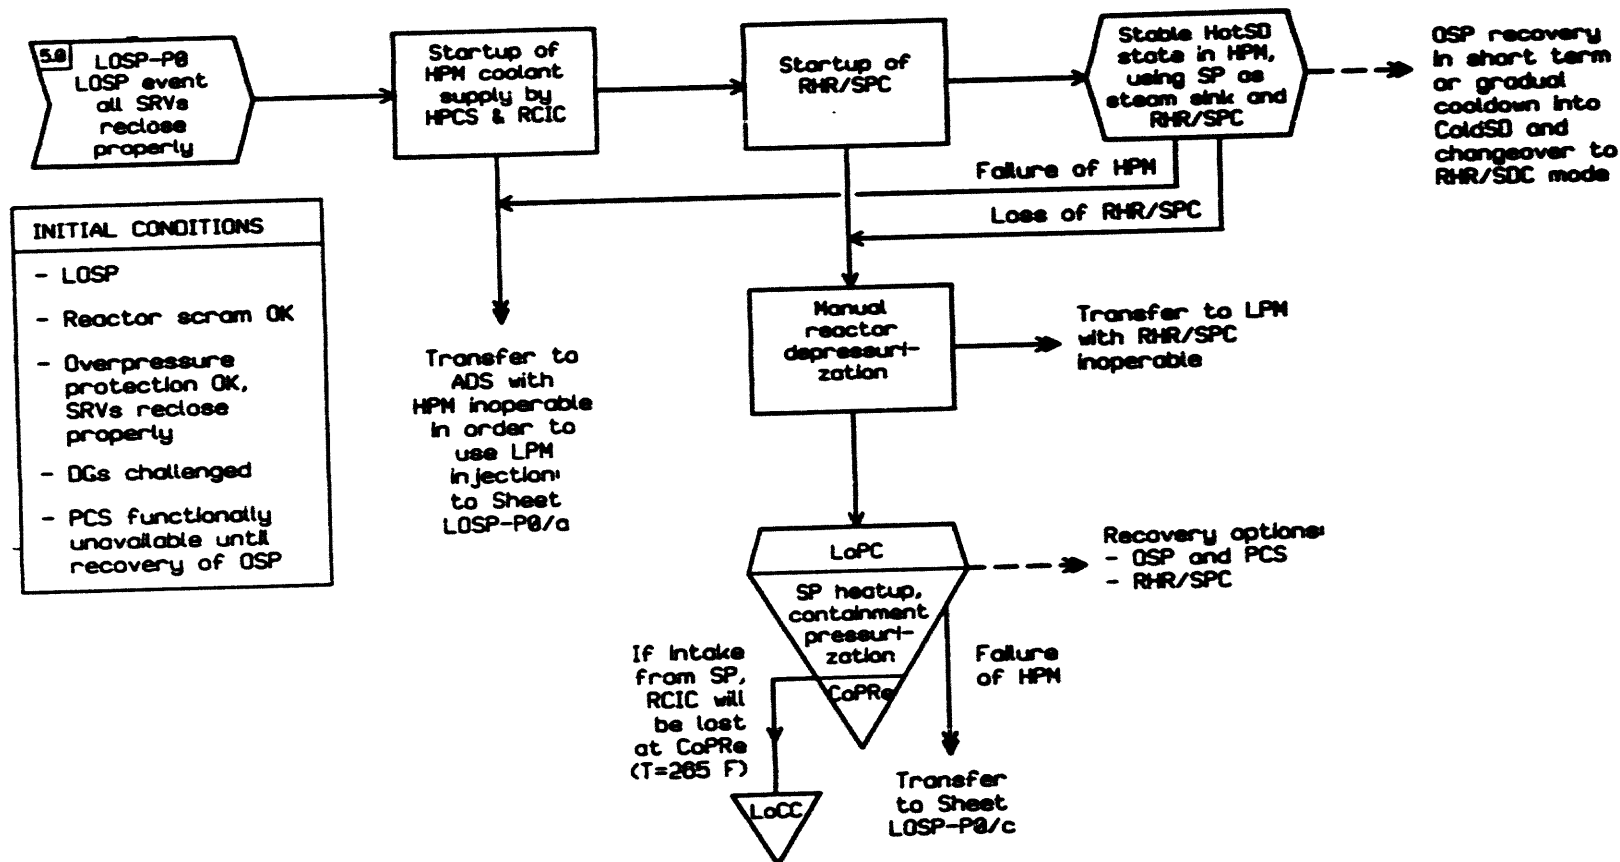 5.0
LOSP-P0
LOSP event
all SRVs
reclose
properly
Startup of
HPM coolant
supply by
HPCS & RCIC
Startup of
RHR/SPC
Stable HotSD
state in HPM,
using SP as
steam sink and
RHR/SPC
OSP recovery
in short term
or gradual
cooldown into
ColdSD and
changeover to
RHR/SDC mode
Failure of HPM
Loss of RHR/SPC
INITIAL CONDITIONS
- LOSP
- Reactor scram OK
- Overpressure
protection OK,
SRVs reclose
properly
- DGs challenged
- PCS functionally
unavailable until
recovery of OSP
Transfer to
ADS with
HPM inoperable
in order to
use LPM
injection:
to Sheet
LOSP-P0/a
Manual
reactor
depressuri-
zation
Transfer to LPM
with RHR/SPC
inoperable
LoPC
SP heatup,
containment
pressuri-
zation
CoPRe
Recovery options:
- OSP and PCS
- RHR/SPC
If intake
from SP,
RCIC will
be lost
at CoPRe
(T=265 F)
LoCC
Failure
of HPM
Transfer
to Sheet
LOSP-P0/c